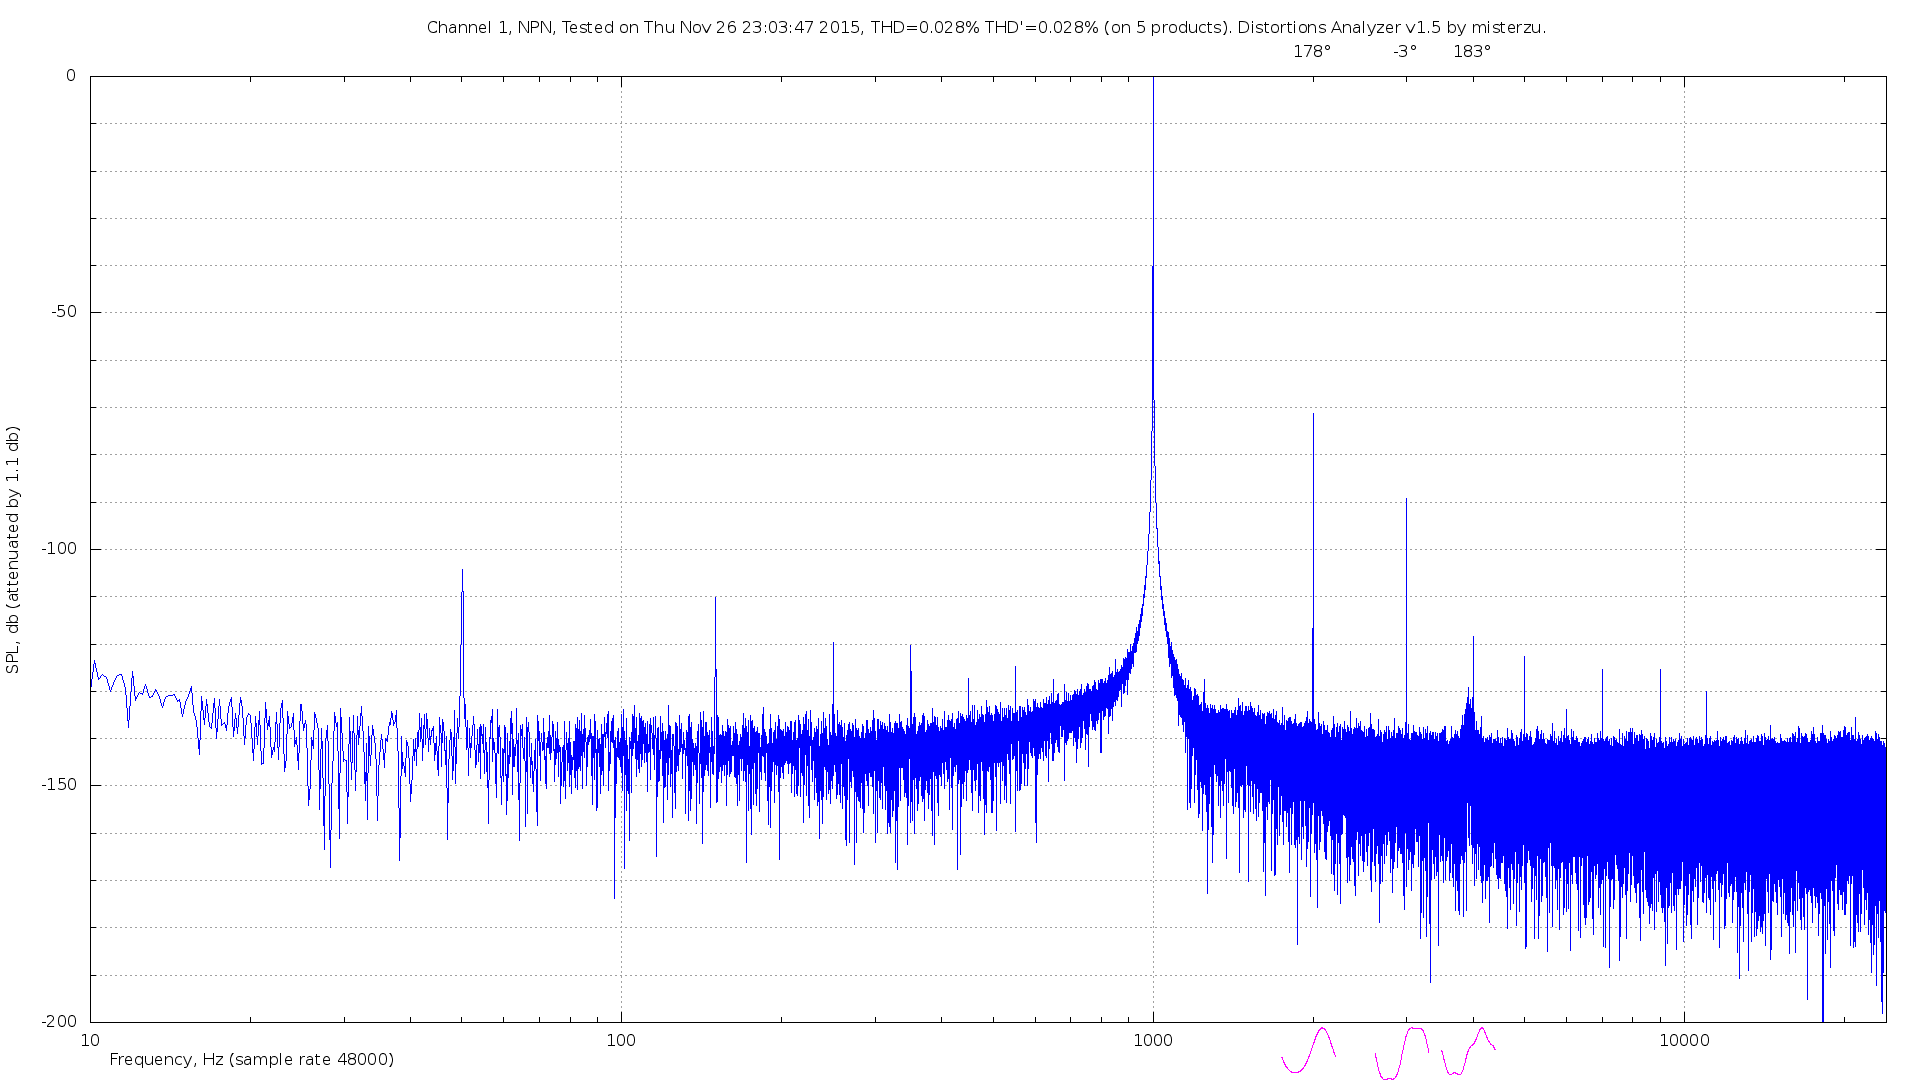 Channel 1, NPN, Tested on Thu Nov 26 23:03:47 2015, THD=0.028% THD'=0.028% (on 5 products). Distortions Analyzer v1.5 by misterzu.
178° -3° 183°
0
-50
-100
-150
-200
SPL, db (attenuated by 1.1 db)
10 100 1000 10000
Frequency, Hz (sample rate 48000)